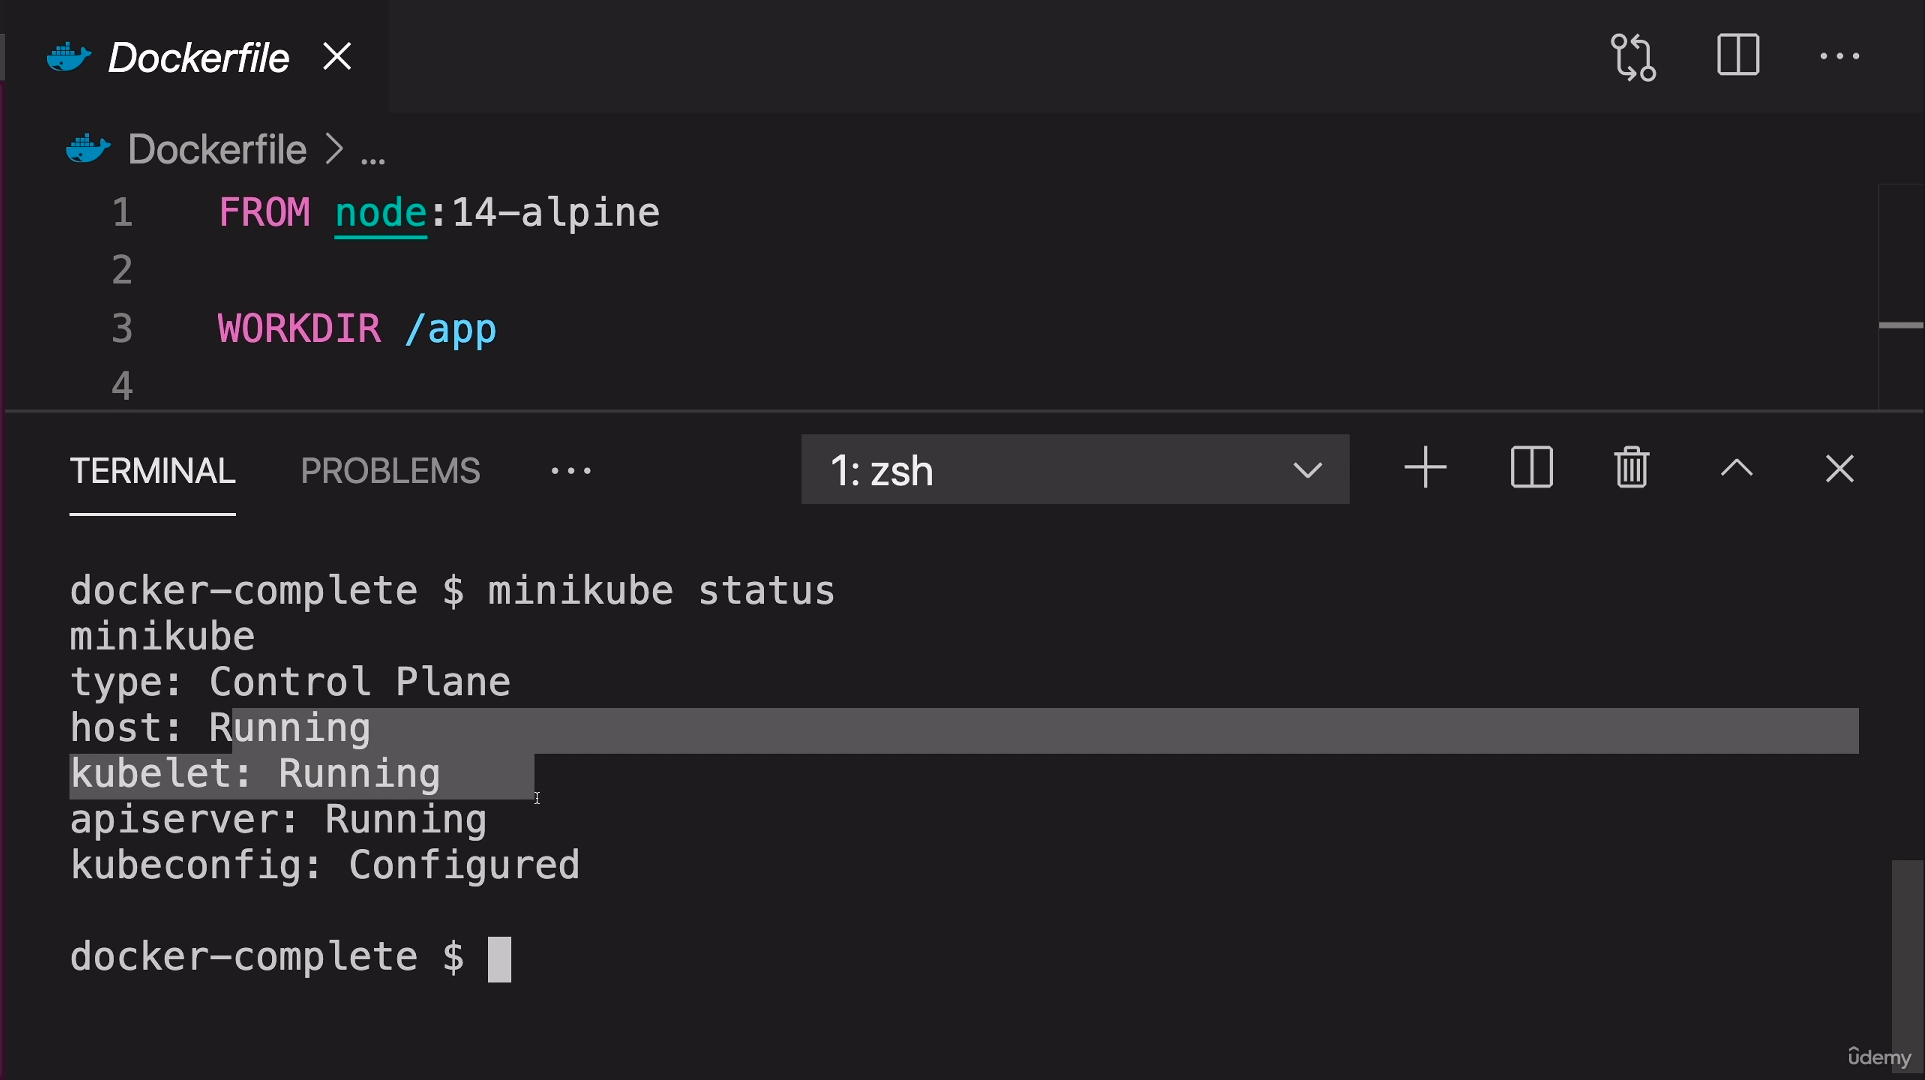 Dockerfile
Dockerfile > ...
1 FROM node:14-alpine
2
3 WORKDIR /app
4
TERMINAL PROBLEMS ... 1: zsh
docker-complete $ minikube status
minikube
type: Control Plane
host: Running
kubelet: Running
apiserver: Running
kubeconfig: Configured
docker-complete $
ûdemy